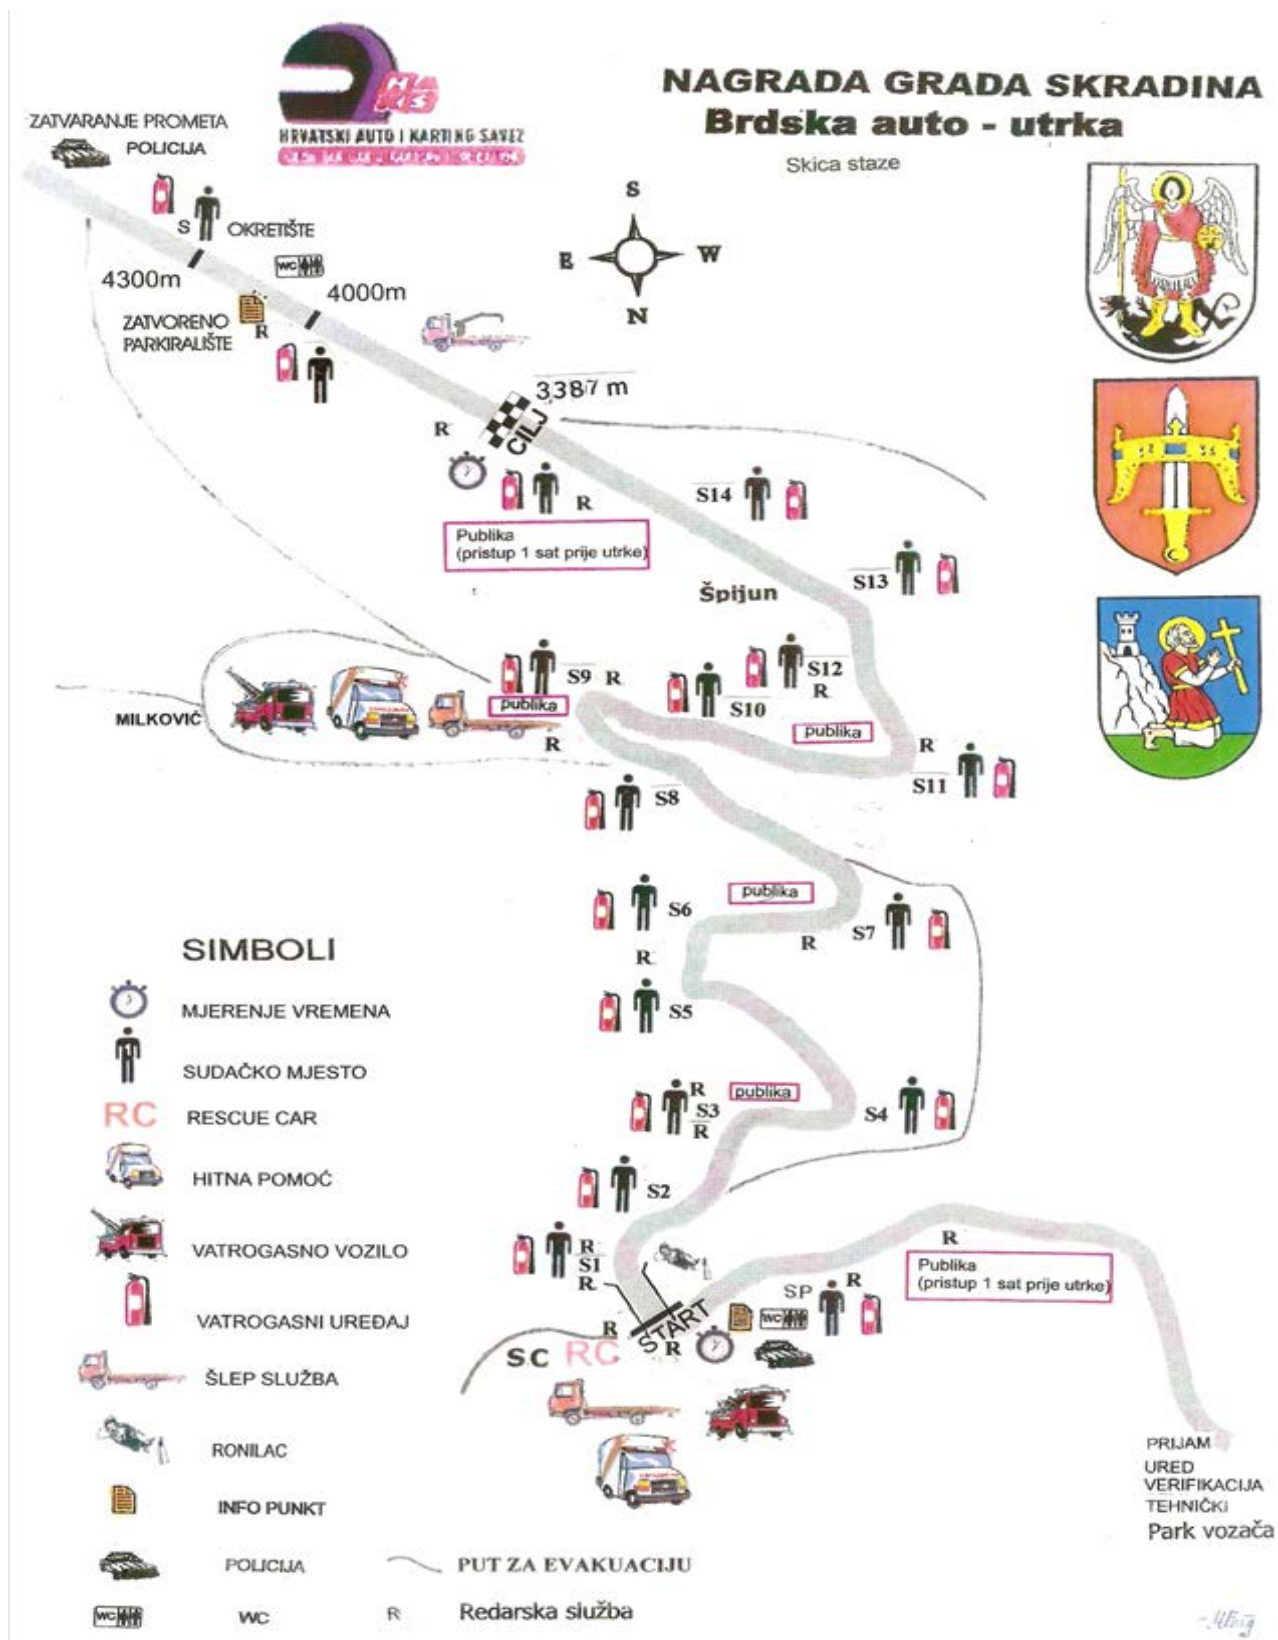 NAGRADA GRADA SKRADINA
Brdska auto - utrka
Skica staze
HRVATSKI AUTO I KARTING SAVEZ
ZATVARANJE PROMETA
POLICIJA
S
OKRETIŠTE
WC
4300m
4000m
ZATVORENO
PARKIRALIŠTE
R
S
E
W
N
3387 m
CILJ
R
R
Publika
(pristup 1 sat prije utrke)
S14
S13
Špijun
S12
R
S9
R
S10
publika
publika
R
MILKOVIĆ
R
S11
S8
publika
S6
S7
R
R
S5
R
publika
S3
R
S4
S2
R
S1
R
R
START
R
SC
RC
WC
SP
R
R
Publika
(pristup 1 sat prije utrke)
PRIJAM
URED
VERIFIKACIJA
TEHNIČKI
Park vozača
SIMBOLI
MJERENJE VREMENA
SUDAČKO MJESTO
RC
RESCUE CAR
HITNA POMOĆ
VATROGASNO VOZILO
VATROGASNI UREĐAJ
ŠLEP SLUŽBA
RONILAC
INFO PUNKT
POLICIJA
PUT ZA EVAKUACIJU
WC
WC
R
Redarska služba